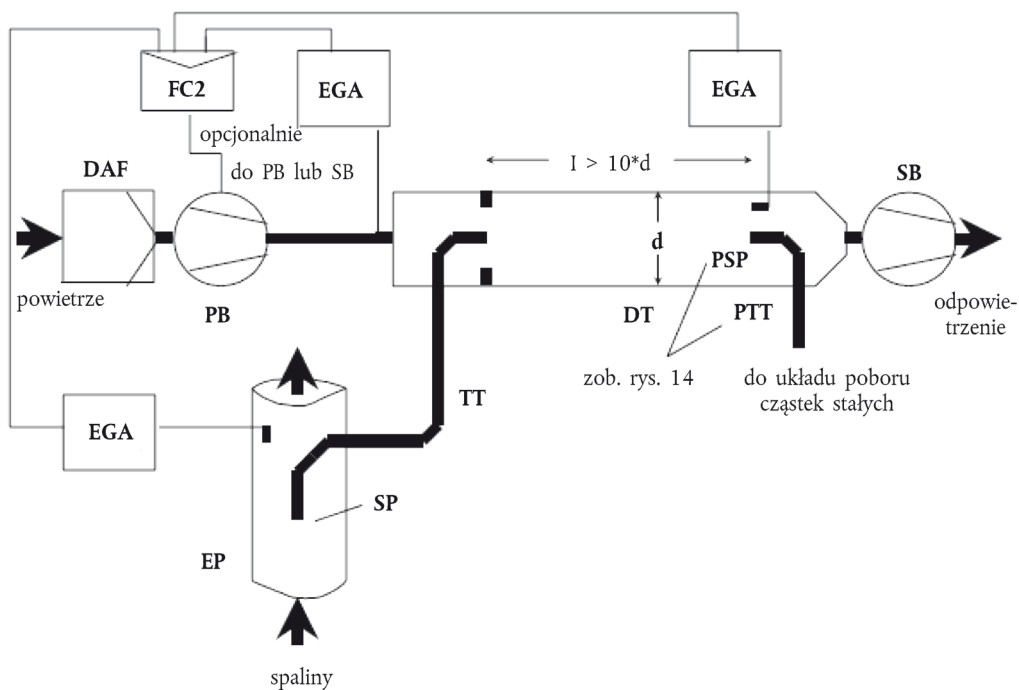 FC2
EGA
EGA
opcjonalnie
do PB lub SB
l > 10*d
DAF
SB
d
powietrze
PB
PSP
DT
PTT
odpowie-
trzenie
zob. rys. 14
do układu poboru
cząstek stałych
TT
EGA
SP
EP
spaliny